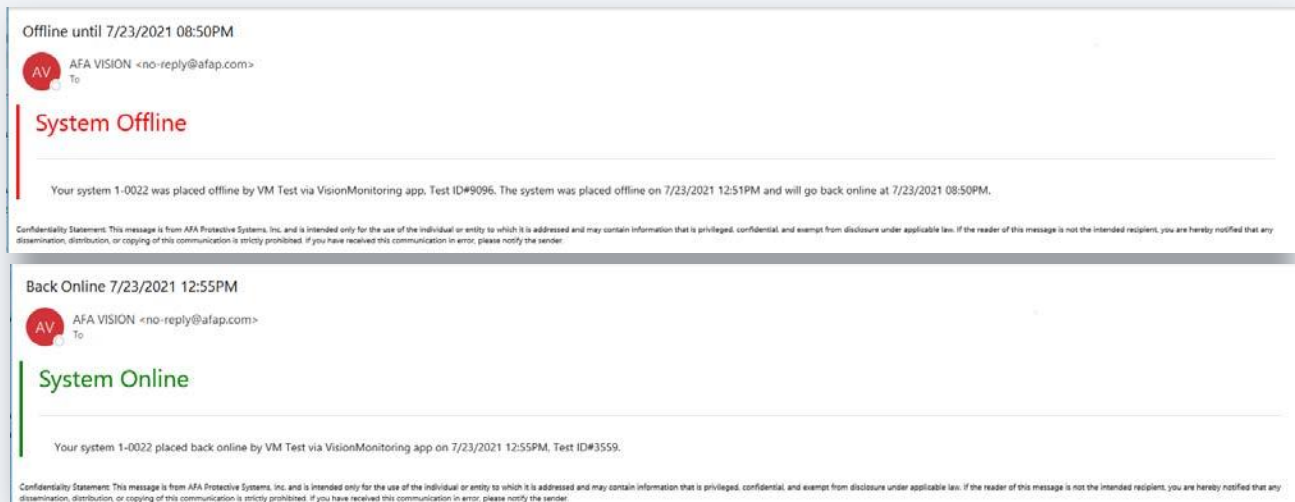 Offline until 7/23/2021 08:50PM
AV
AFA VISION <no-reply@afap.com>
To
System Offline
Your system 1-0022 was placed offline by VM Test via VisionMonitoring app, Test ID#9096. The system was placed offline on 7/23/2021 12:51PM and will go back online at 7/23/2021 08:50PM.
Confidentiality Statement: This message is from AFA Protective Systems, Inc. and is intended only for the use of the individual or entity to which it is addressed and may contain information that is privileged, confidential, and exempt from disclosure under applicable law. If the reader of this message is not the intended recipient, you are hereby notified that any
dissemination, distribution, or copying of this communication is strictly prohibited. If you have received this communication in error, please notify the sender.
Back Online 7/23/2021 12:55PM
AV
AFA VISION <no-reply@afap.com>
To
System Online
Your system 1-0022 placed back online by VM Test via VisionMonitoring app on 7/23/2021 12:55PM, Test ID#3559.
Confidentiality Statement: This message is from AFA Protective Systems, Inc. and is intended only for the use of the individual or entity to which it is addressed and may contain information that is privileged, confidential, and exempt from disclosure under applicable law. If the reader of this message is not the intended recipient, you are hereby notified that any
dissemination, distribution, or copying of this communication is strictly prohibited. If you have received this communication in error, please notify the sender.